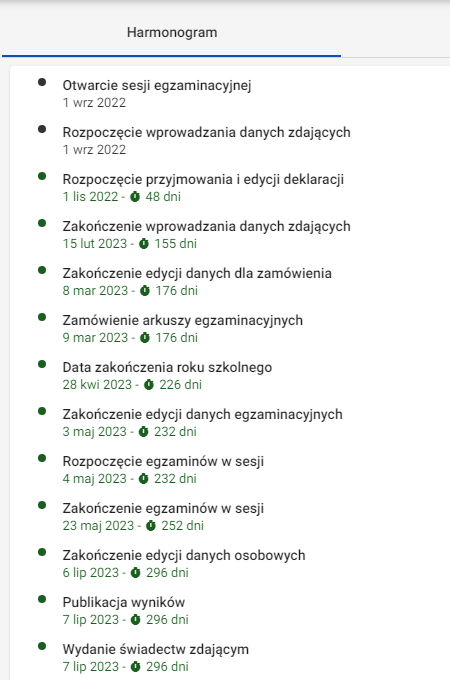 Harmonogram
Otwarcie sesji egzaminacyjnej
1 wrz 2022
Rozpoczęcie wprowadzania danych zdających
1 wrz 2022
Rozpoczęcie przyjmowania i edycji deklaracji
1 lis 2022 - 48 dni
Zakończenie wprowadzania danych zdających
15 lut 2023 - 155 dni
Zakończenie edycji danych dla zamówienia
8 mar 2023 - 176 dni
Zamówienie arkuszy egzaminacyjnych
9 mar 2023 - 176 dni
Data zakończenia roku szkolnego
28 kwi 2023 - 226 dni
Zakończenie edycji danych egzaminacyjnych
3 maj 2023 - 232 dni
Rozpoczęcie egzaminów w sesji
4 maj 2023 - 232 dni
Zakończenie egzaminów w sesji
23 maj 2023 - 252 dni
Zakończenie edycji danych osobowych
6 lip 2023 - 296 dni
Publikacja wyników
7 lip 2023 - 296 dni
Wydanie świadectw zdającym
7 lip 2023 - 296 dni